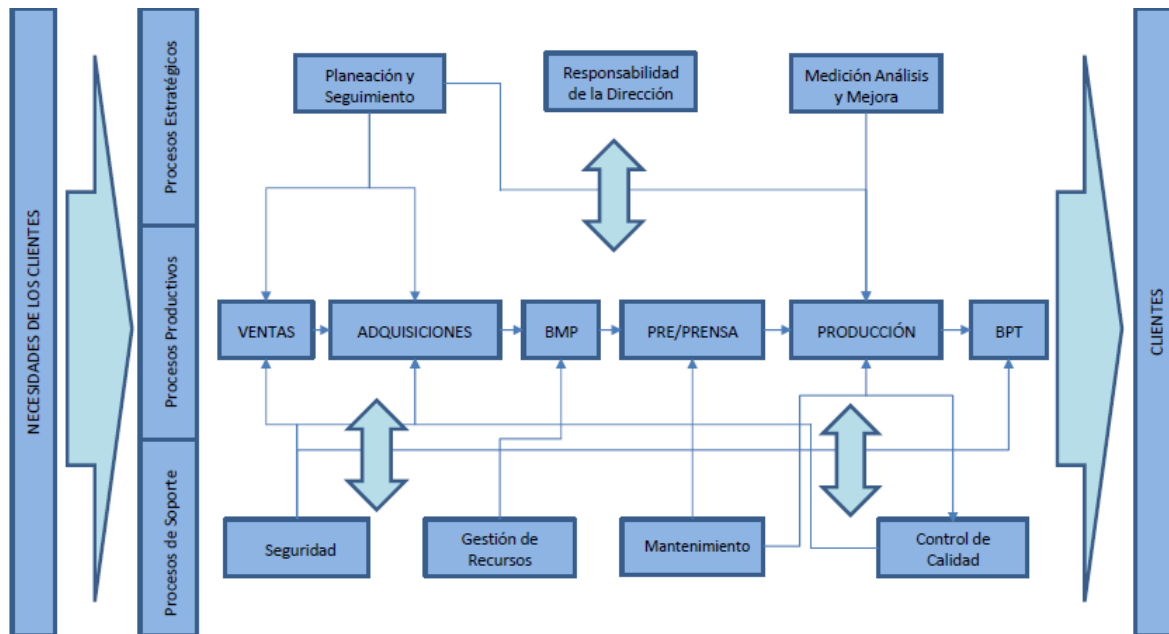 NECESIDADES DE LOS CLIENTES
Procesos Estratégicos
Procesos Productivos
Procesos de Soporte
Planeación y
Seguimiento
Responsabilidad
de la Dirección
Medición Análisis
y Mejora
VENTAS
ADQUISICIONES
BMP
PRE/PRENSA
PRODUCCIÓN
BPT
Seguridad
Gestión de
Recursos
Mantenimiento
Control de
Calidad
CLIENTES